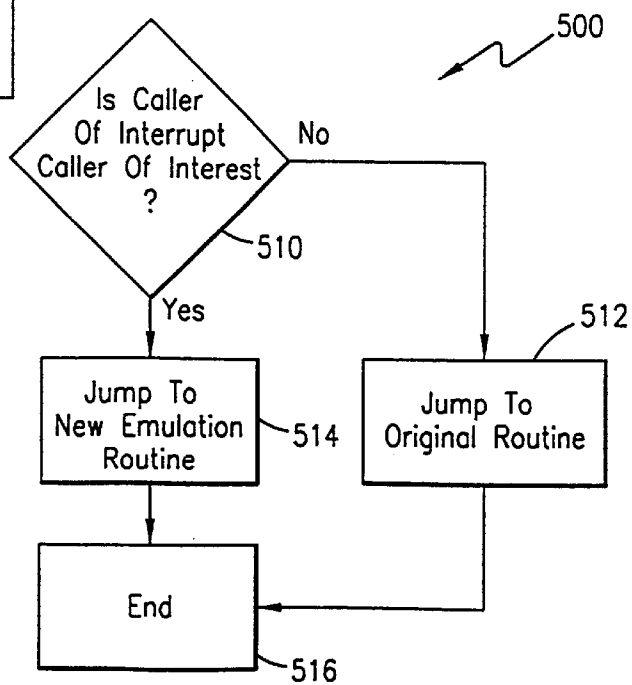 500
Is Caller
Of Interrupt
Caller Of Interest
?
No
510
Yes
512
Jump To
New Emulation
Routine
514
Jump To
Original Routine
End
516